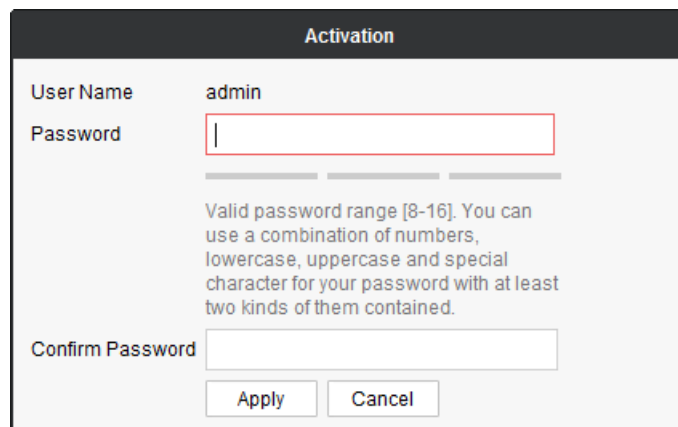 Activation
User Name admin
Password
Valid password range [8-16]. You can
use a combination of numbers,
lowercase, uppercase and special
character for your password with at least
two kinds of them contained.
Confirm Password
Apply Cancel